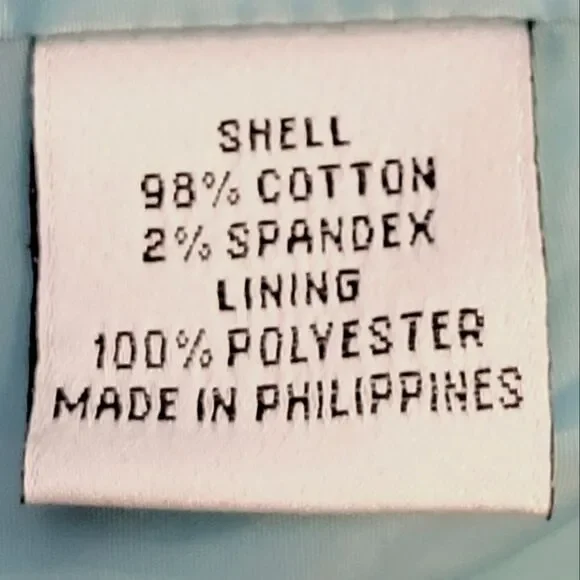 SHELL
98% COTTON
2% SPANDEX
LINING
100% POLYESTER
MADE IN PHILIPPINES